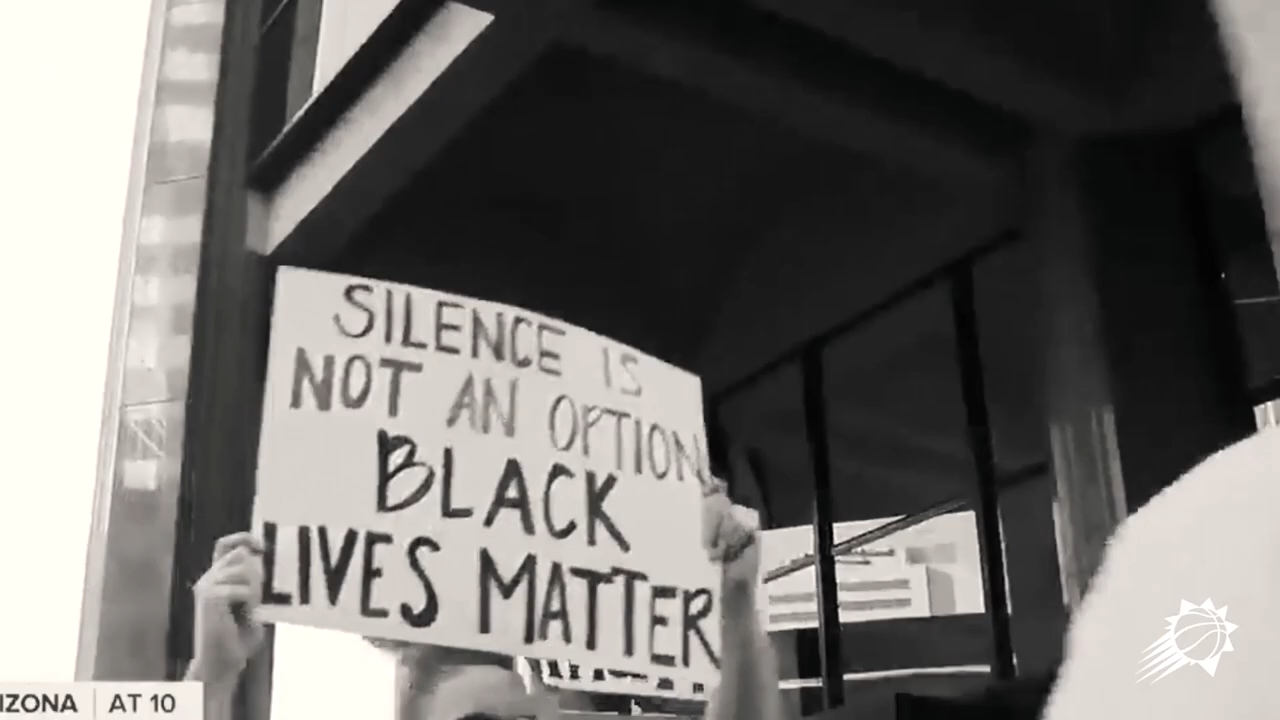 SILENCE IS
NOT AN OPTION
BLACK
LIVES MATTER
IZONA | AT 10